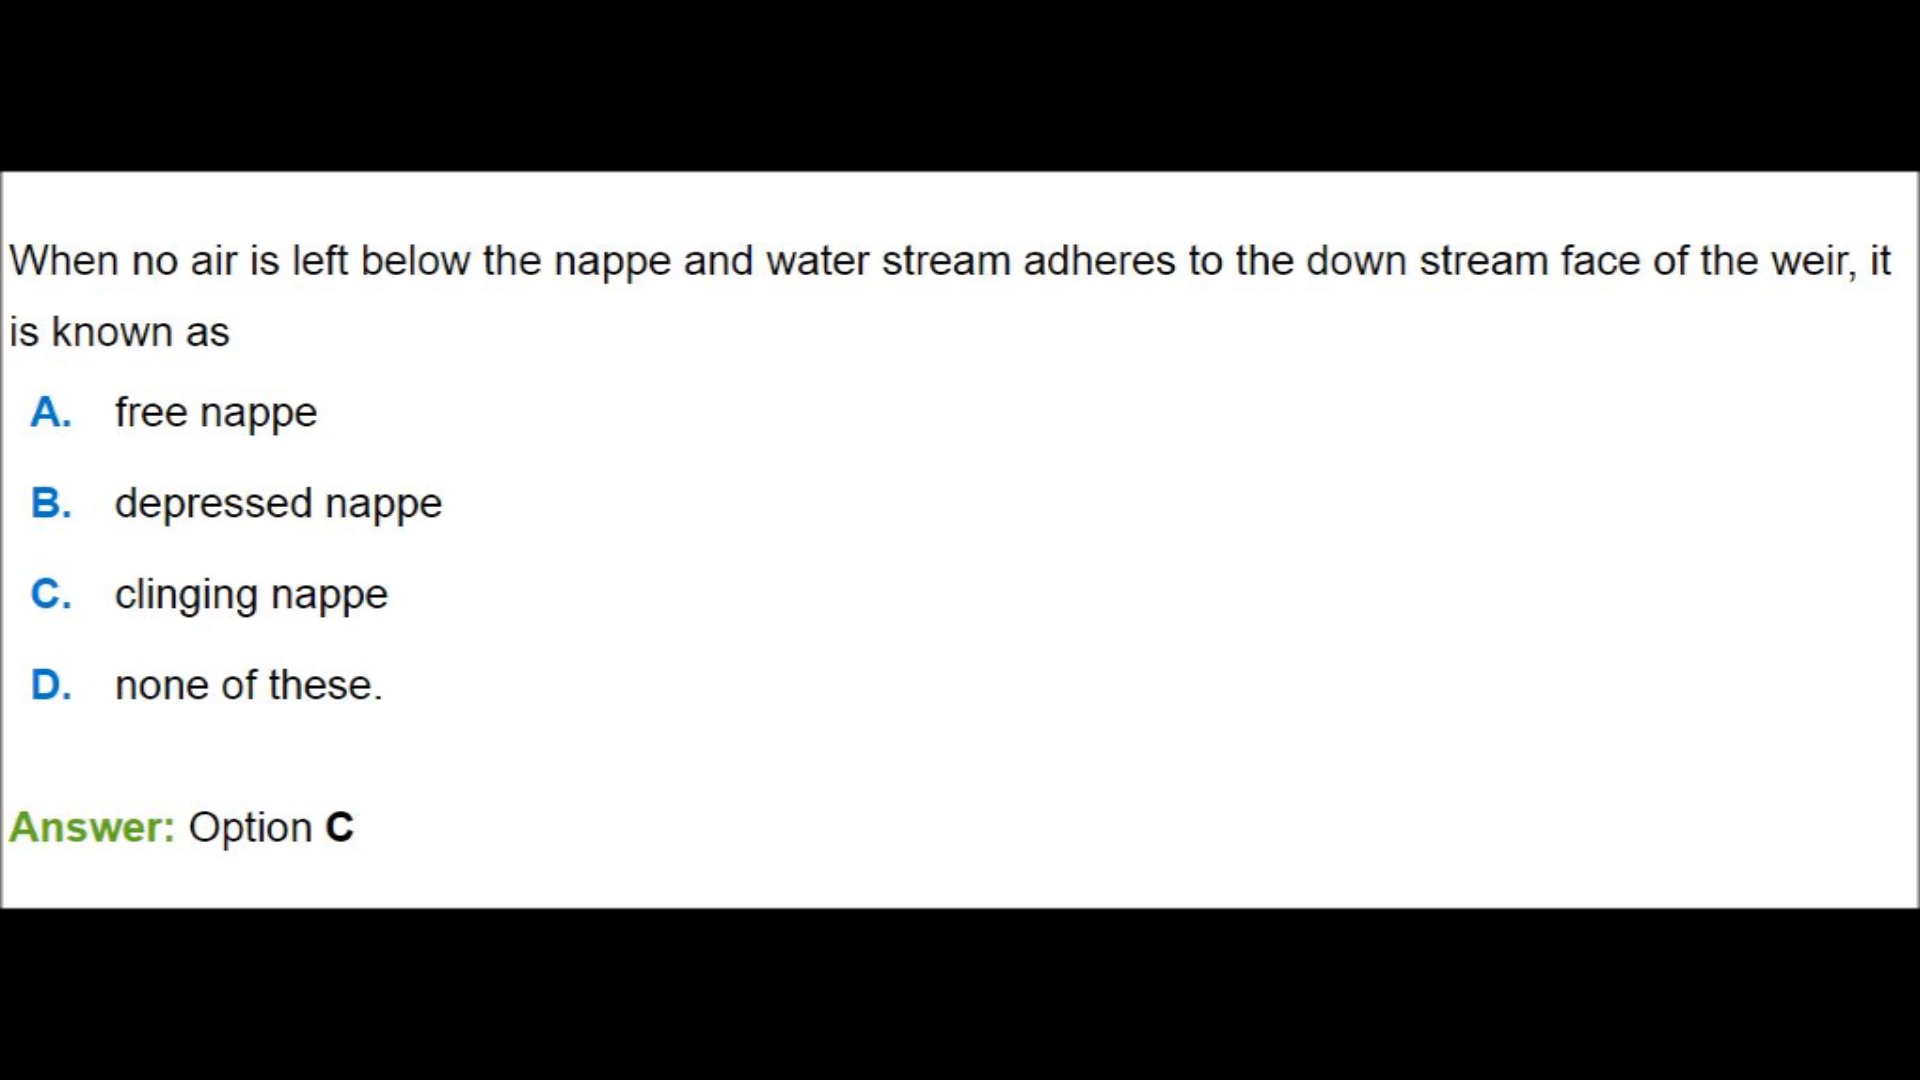 When no air is left below the nappe and water stream adheres to the down stream face of the weir, it
is known as
A. free nappe
B. depressed nappe
C. clinging nappe
D. none of these.
Answer: Option C